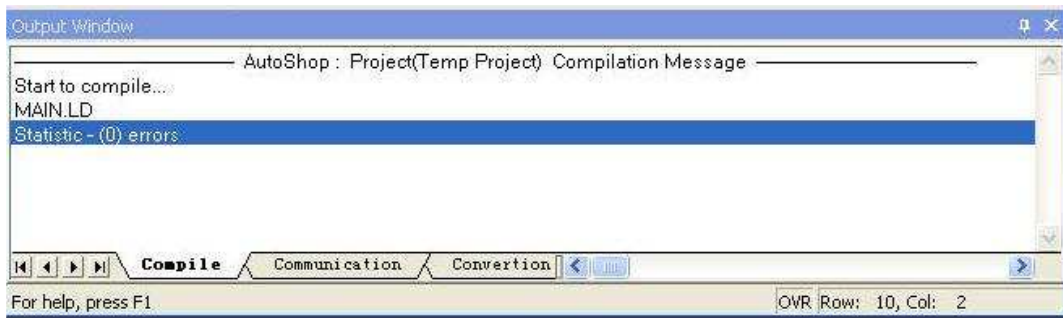 Output Window
AutoShop : Project(Temp Project) Compilation Message
Start to compile...
MAIN.LD
Statistic - (0) errors
Compile Communication Convertion
For help, press F1 OVR Row: 10, Col: 2